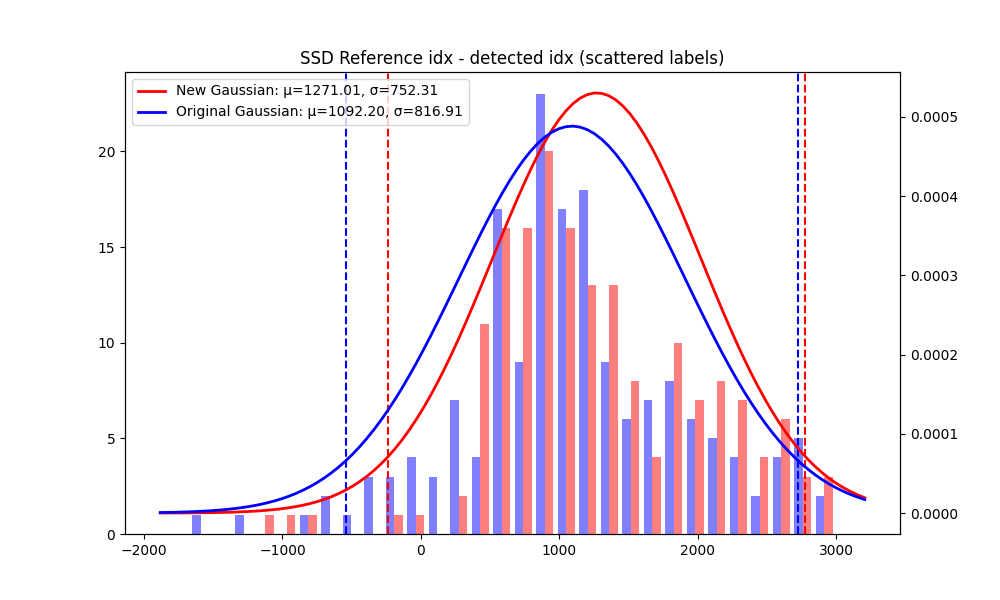 SSD Reference idx - detected idx (scattered labels)
New Gaussian: μ=1271.01, σ=752.31
Original Gaussian: μ=1092.20, σ=816.91
20
15
10
5
0
0.0005
0.0004
0.0003
0.0002
0.0001
0.0000
−2000 −1000 0 1000 2000 3000